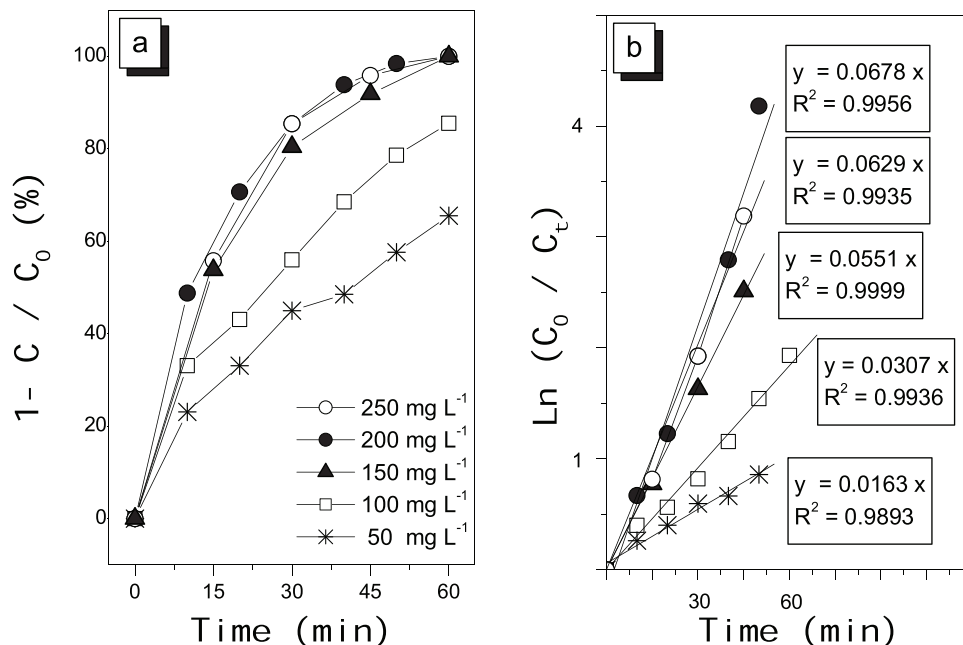 a
1- C / C₀ (%)
100
80
60
40
20
0
250 mg L⁻¹
200 mg L⁻¹
150 mg L⁻¹
100 mg L⁻¹
50 mg L⁻¹
0 15 30 45 60
Time (min)
b
Ln (C₀ / Cₜ)
4
1
y = 0.0678 x
R² = 0.9956
y = 0.0629 x
R² = 0.9935
y = 0.0551 x
R² = 0.9999
y = 0.0307 x
R² = 0.9936
y = 0.0163 x
R² = 0.9893
30 60
Time (min)